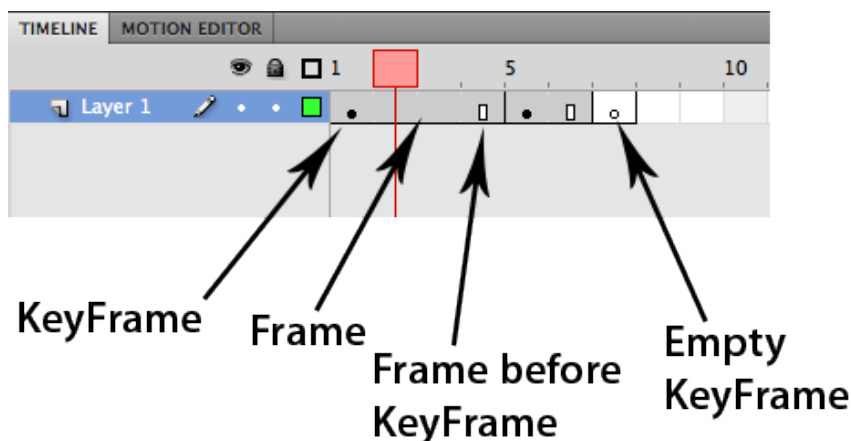 TIMELINE MOTION EDITOR
1 5 10
Layer 1
KeyFrame
Frame
Frame before
KeyFrame
Empty
KeyFrame